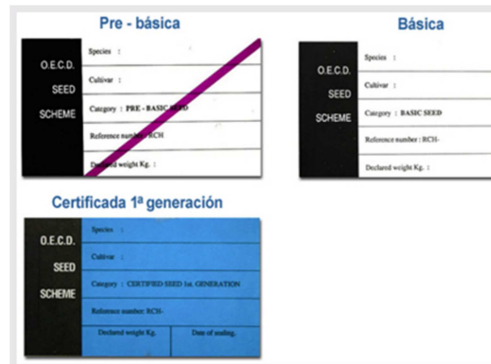 Pre - básica
O.E.C.D.
SEED
SCHEME
Species :
Cultivar :
Category : PRE - BASIC SEED
Reference number : RCH
Declared weight Kg. :
Básica
O.E.C.D.
SEED
SCHEME
Species :
Cultivar :
Category : BASIC SEED
Reference number : RCH-
Declared weight Kg. :
Certificada 1ª generación
O.E.C.D.
SEED
SCHEME
Species :
Cultivar :
Category : CERTIFIED SEED 1st. GENERATION
Reference number: RCH-
Declared weight Kg.
Date of sealing.